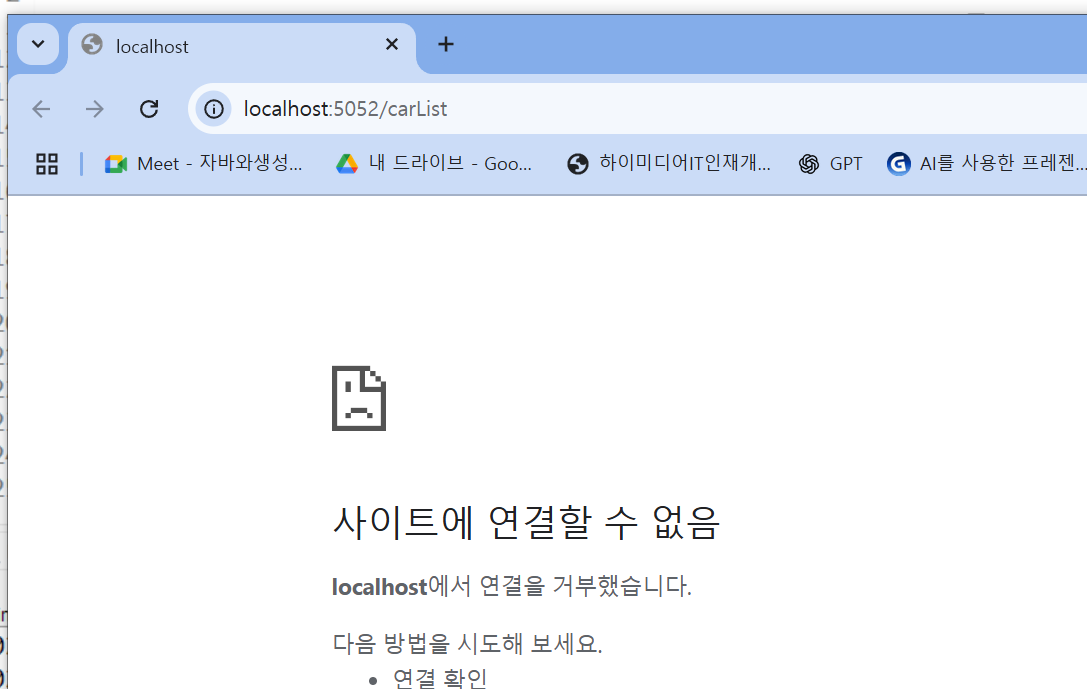 localhost
localhost:5052/carList
Meet - 자바와생성... 내 드라이브 - Goo... 하이미디어IT인재개... GPT AI를 사용한 프레젠...
사이트에 연결할 수 없음
localhost에서 연결을 거부했습니다.
다음 방법을 시도해 보세요.
• 연결 확인